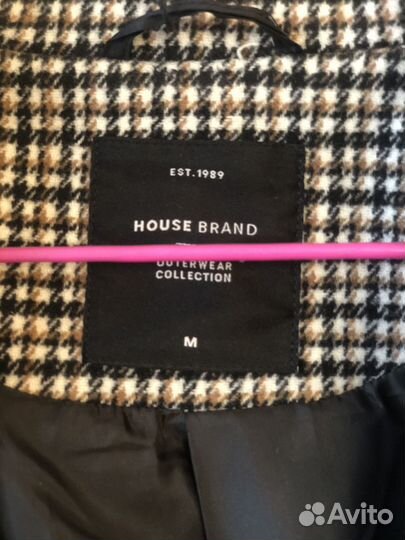 EST.1989
HOUSE BRAND
OUTERWEAR
COLLECTION
M
Avito